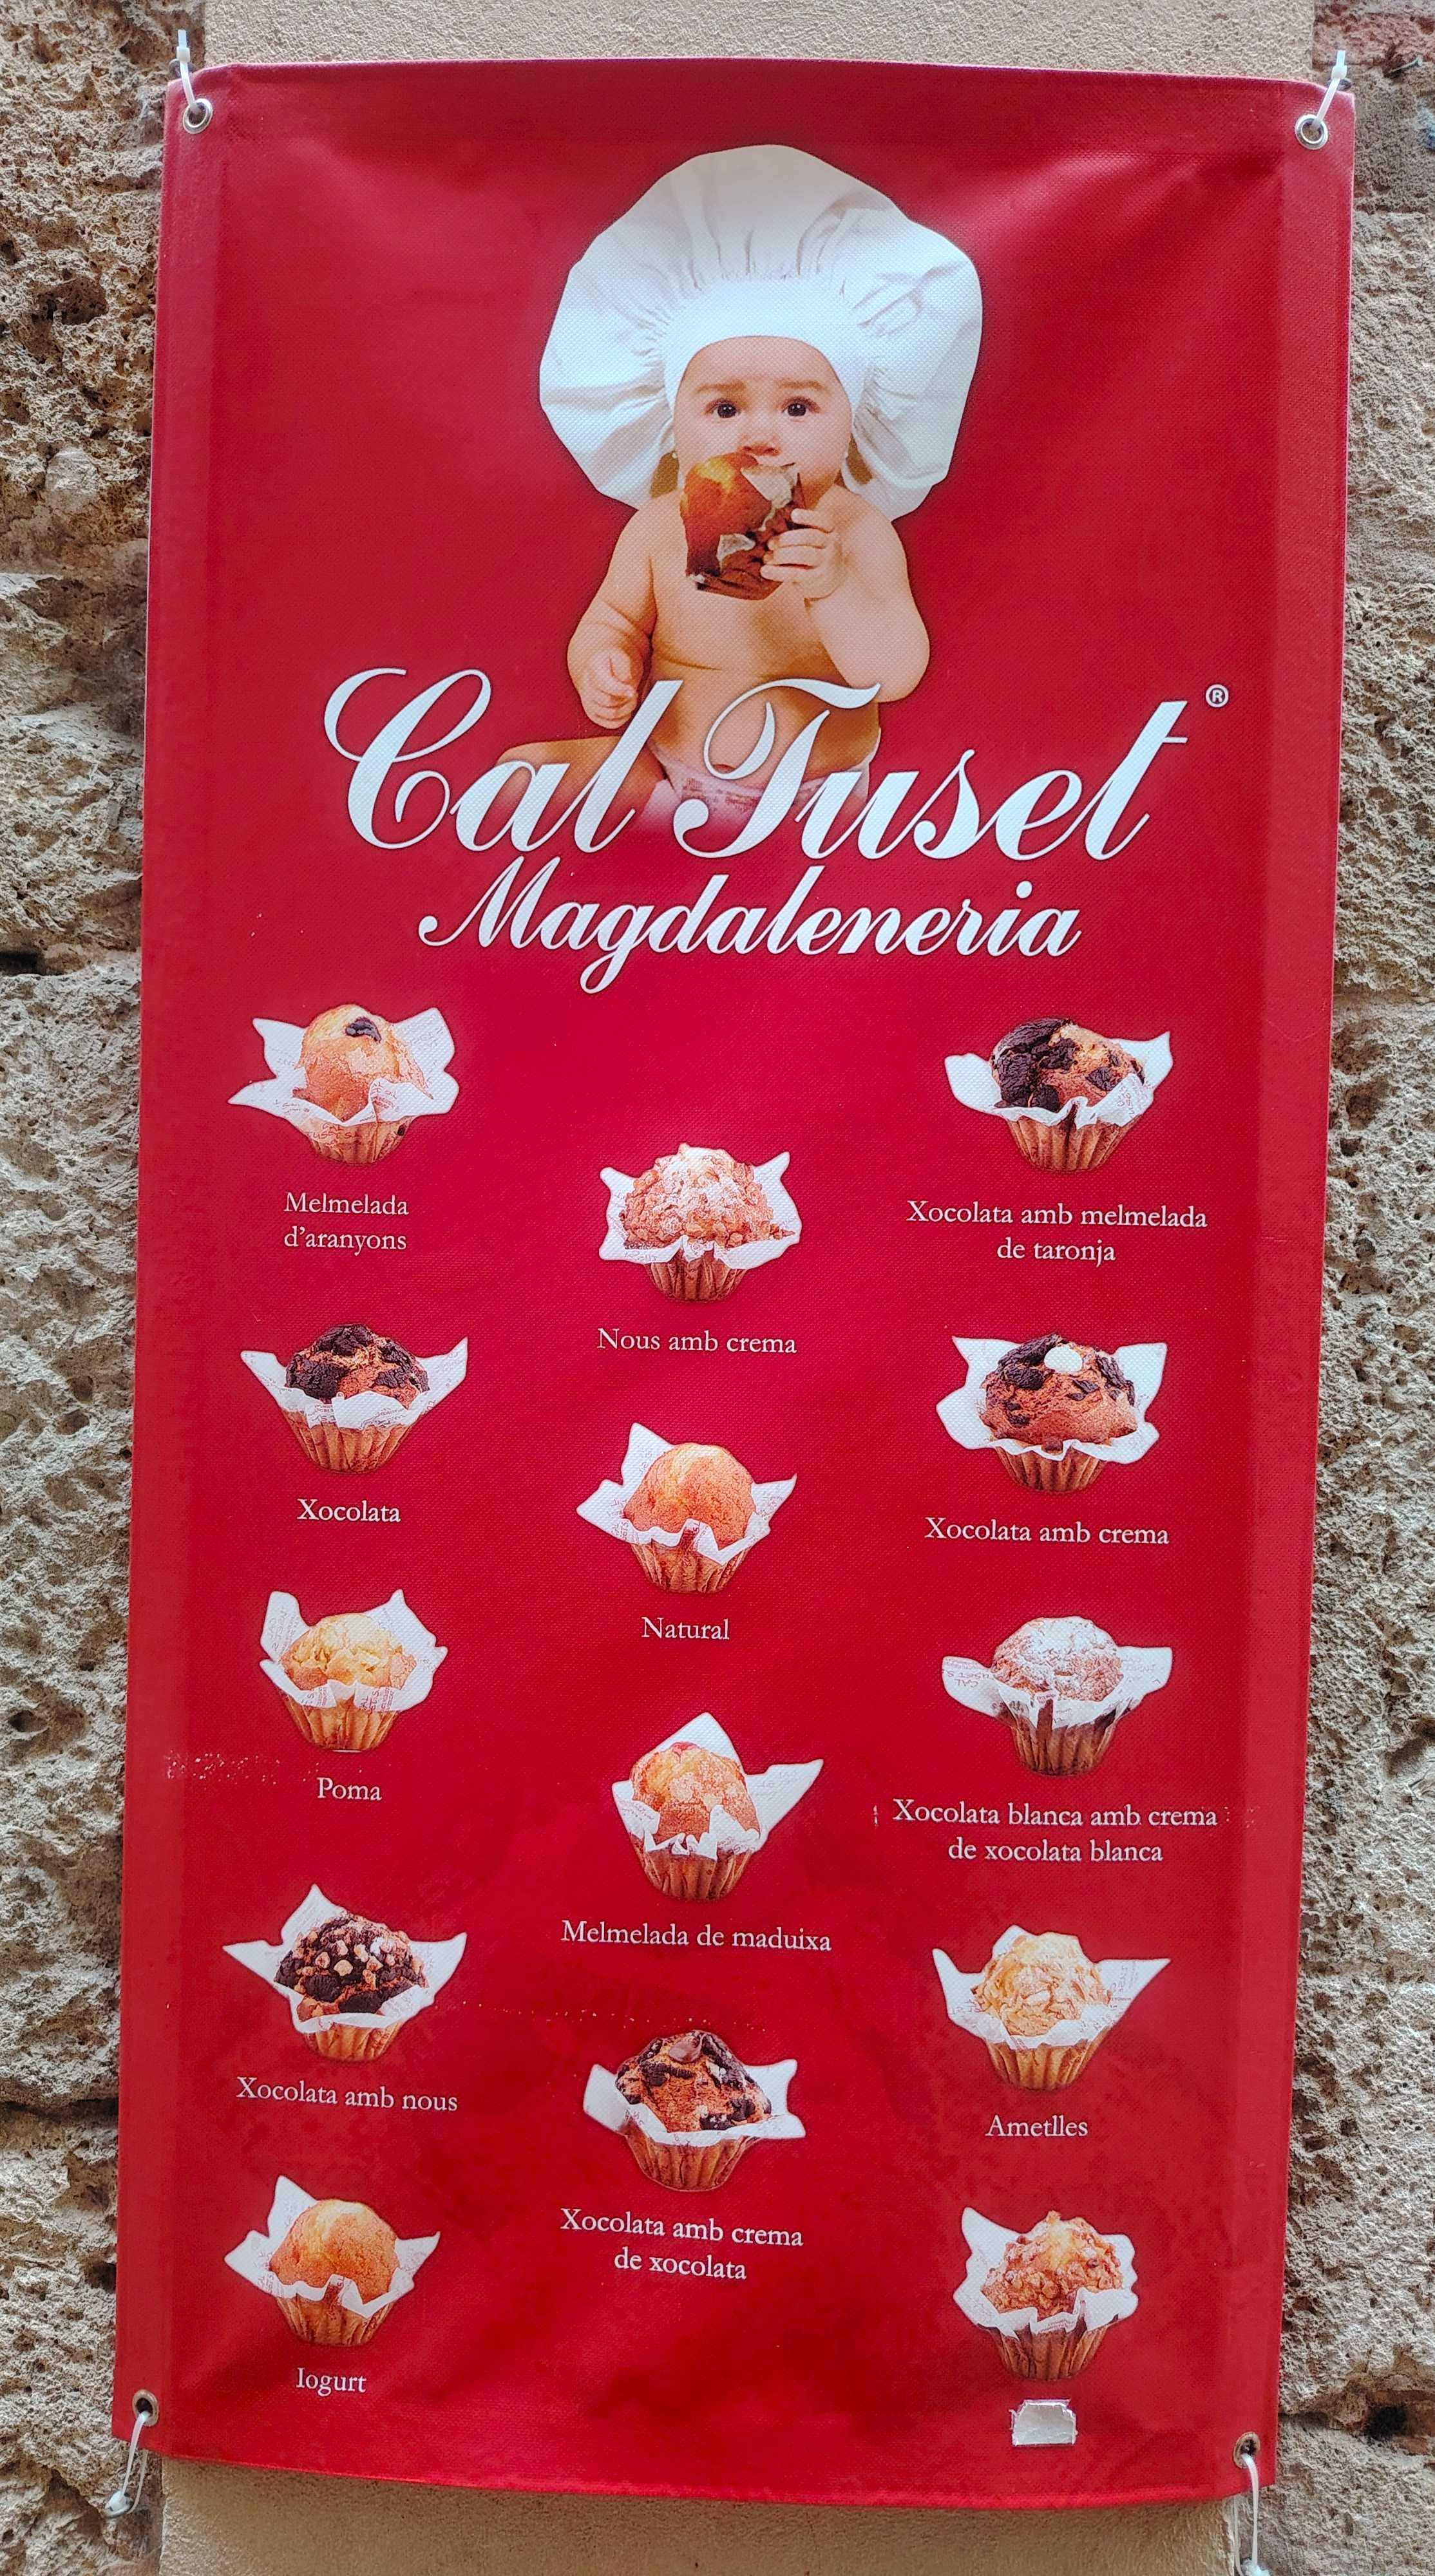 Cal Tuset ®
Magdaleneria
Melmelada
d'aranyons
Xocolata
Poma
Xocolata amb nous
Iogurt
Nous amb crema
Natural
Melmelada de maduixa
Xocolata amb crema
de xocolata
Xocolata amb melmelada
de taronja
Xocolata amb crema
Xocolata blanca amb crema
de xocolata blanca
Ametlles